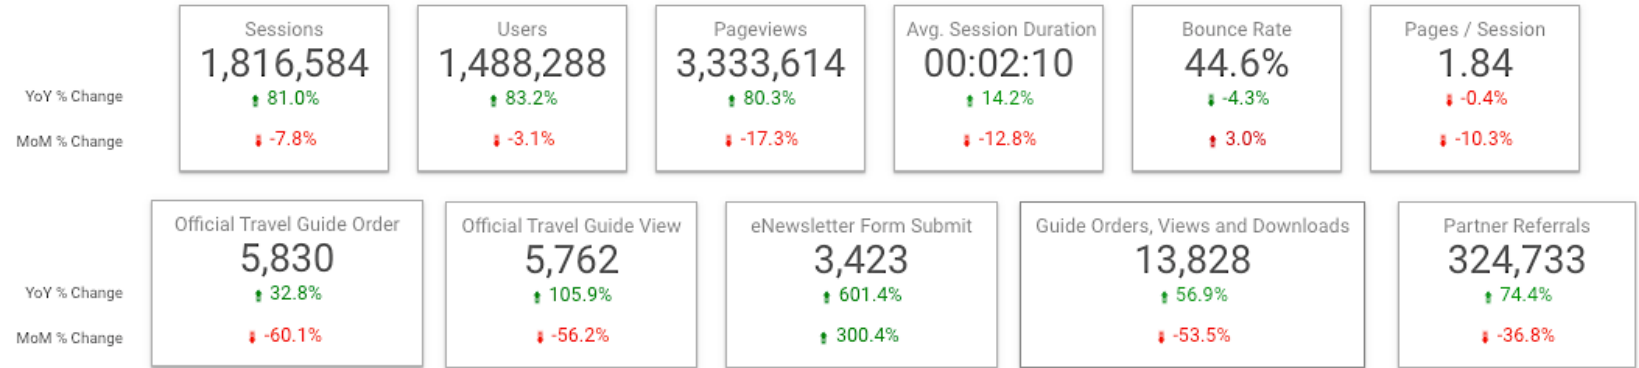 Sessions Users Pageviews Avg. Session Duration Bounce Rate Pages / Session
1,816,584 1,488,288 3,333,614 00:02:10 44.6% 1.84
YoY % Change 81.0% 83.2% 80.3% 14.2% -4.3% -0.4%
MoM % Change -7.8% -3.1% -17.3% -12.8% 3.0% -10.3%
Official Travel Guide Order Official Travel Guide View eNewsletter Form Submit Guide Orders, Views and Downloads Partner Referrals
5,830 5,762 3,423 13,828 324,733
YoY % Change 32.8% 105.9% 601.4% 56.9% 74.4%
MoM % Change -60.1% -56.2% 300.4% -53.5% -36.8%